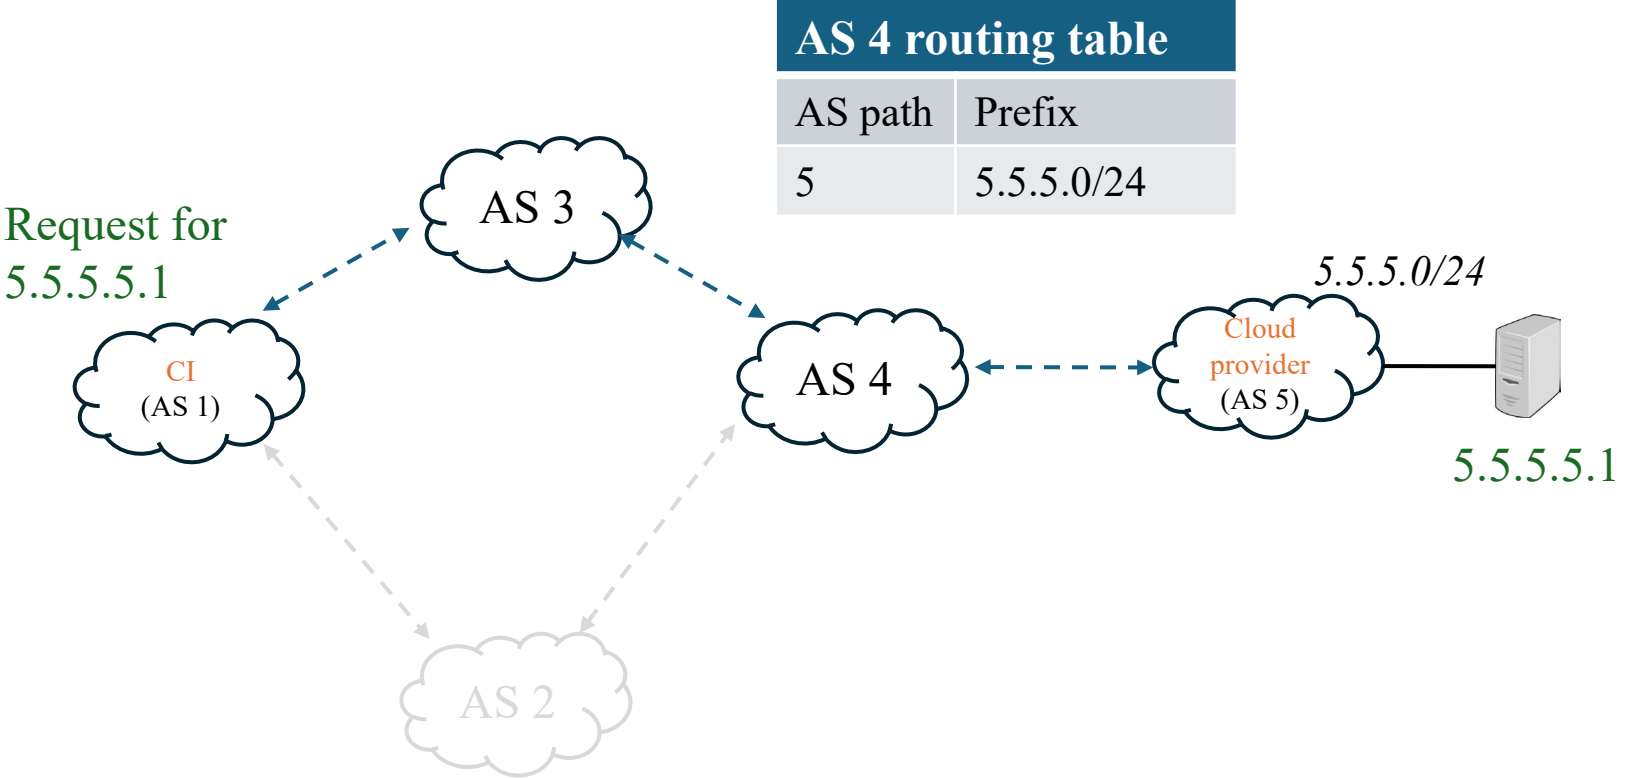 AS 4 routing table
AS path Prefix
5 5.5.5.0/24
AS 3
Request for
5.5.5.5.1
5.5.5.0/24
CI
(AS 1)
AS 4
Cloud
provider
(AS 5)
5.5.5.5.1
AS 2